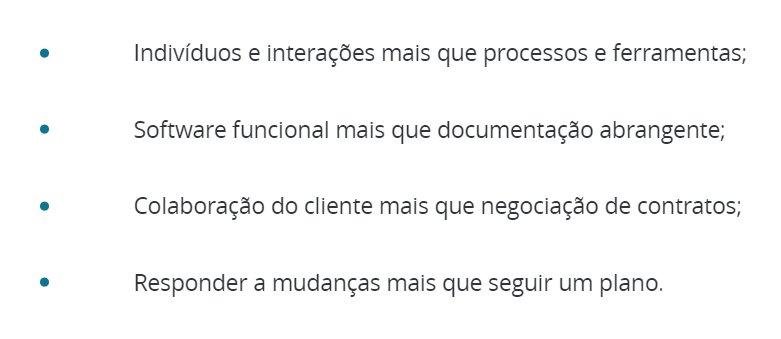 Indivíduos e interações mais que processos e ferramentas;
Software funcional mais que documentação abrangente;
Colaboração do cliente mais que negociação de contratos;
Responder a mudanças mais que seguir um plano.